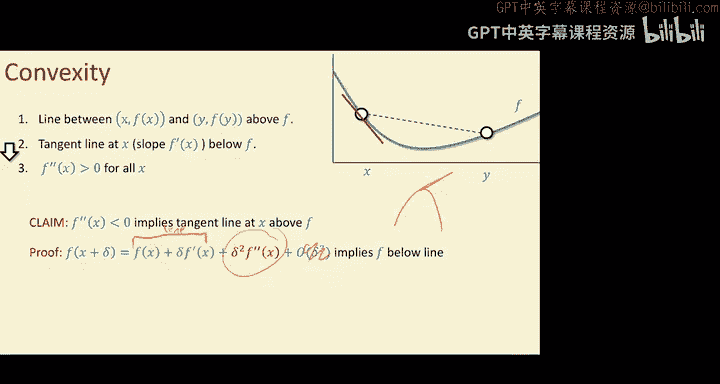 GPT中英字幕课程资源@bilibili.com
GPT中英字幕课程资源 bilibili
Convexity
f
1. Line between (x, f(x)) and (y, f(y)) above f.
2. Tangent line at x (slope f′(x) ) below f.
3. f″(x) > 0 for all x
x y
CLAIM: f″(x) < 0 implies tangent line at x above f
Proof: f(x + δ) = f(x) + δf′(x) + δ²f″(x) + implies f below line